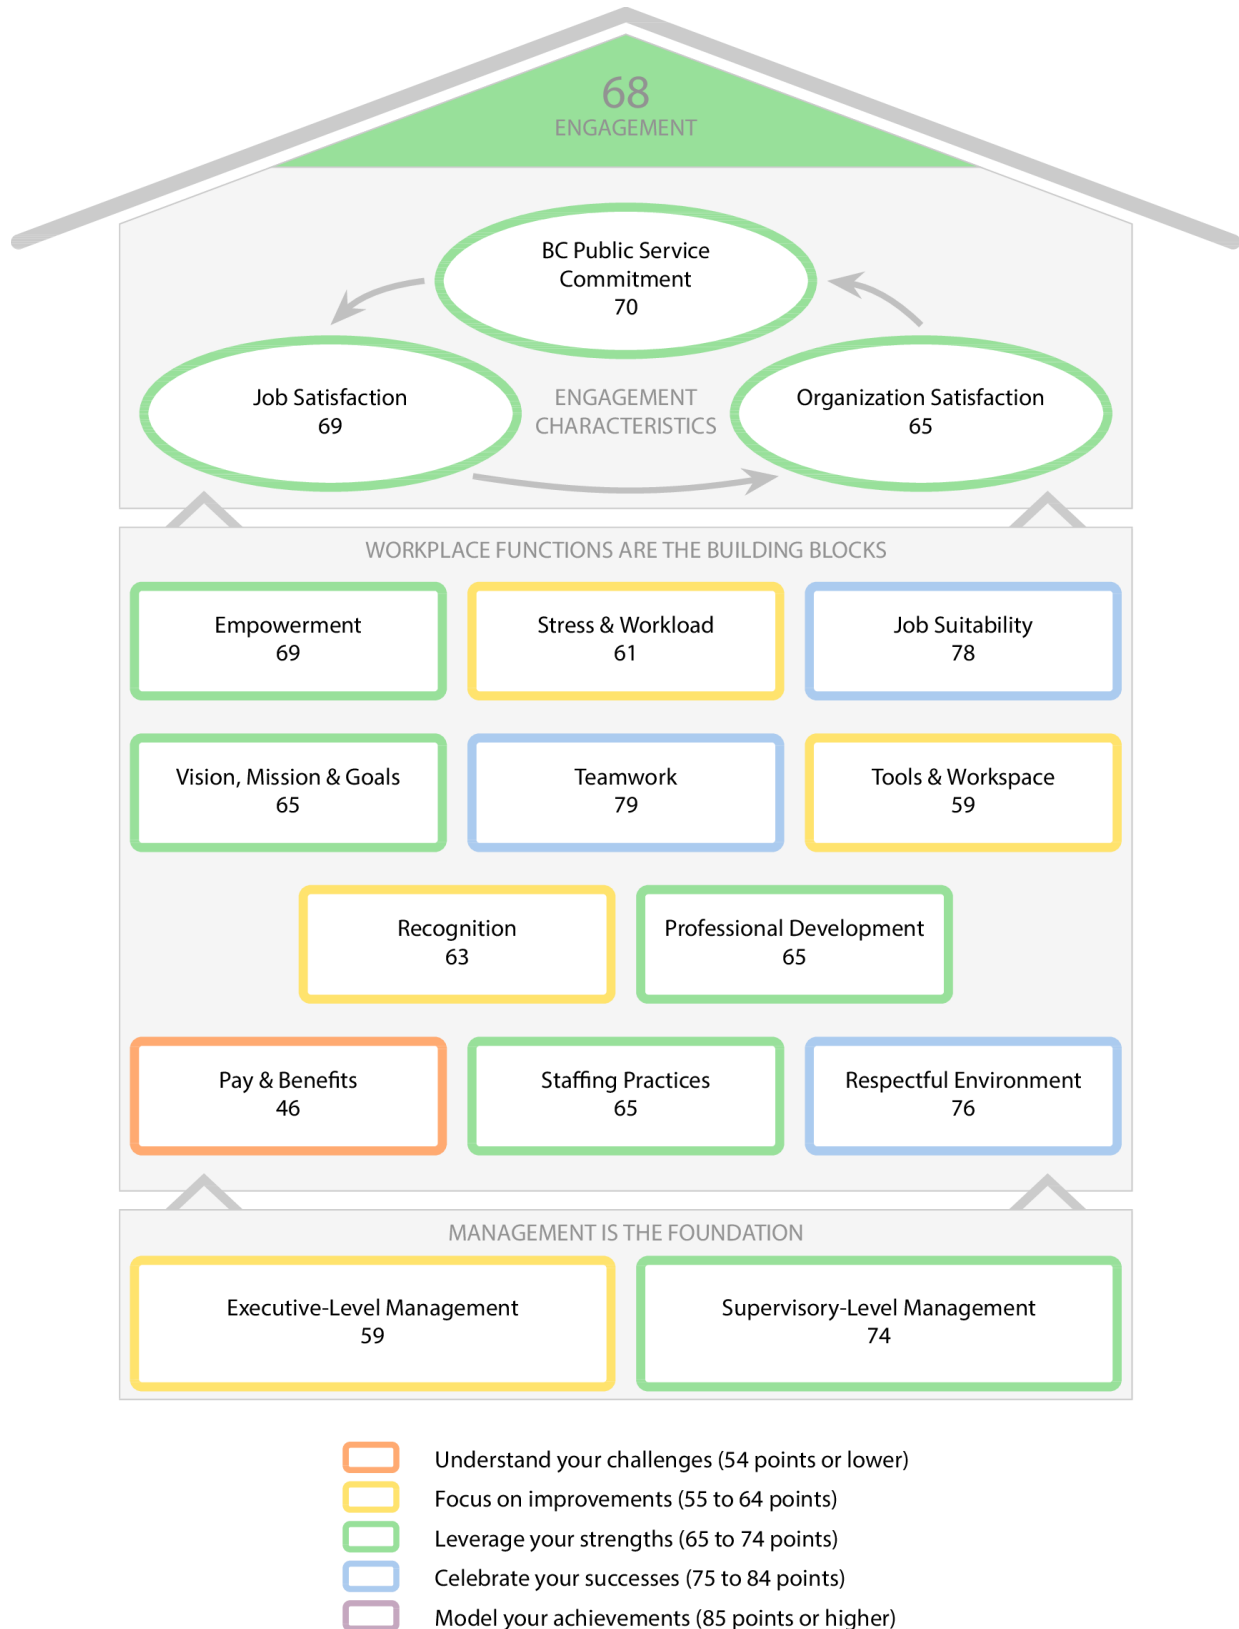 68
ENGAGEMENT
BC Public Service
Commitment
70
Job Satisfaction
69
ENGAGEMENT
CHARACTERISTICS
Organization Satisfaction
65
WORKPLACE FUNCTIONS ARE THE BUILDING BLOCKS
Empowerment
69
Stress & Workload
61
Job Suitability
78
Vision, Mission & Goals
65
Teamwork
79
Tools & Workspace
59
Recognition
63
Professional Development
65
Pay & Benefits
46
Staffing Practices
65
Respectful Environment
76
MANAGEMENT IS THE FOUNDATION
Executive-Level Management
59
Supervisory-Level Management
74
Understand your challenges (54 points or lower)
Focus on improvements (55 to 64 points)
Leverage your strengths (65 to 74 points)
Celebrate your successes (75 to 84 points)
Model your achievements (85 points or higher)